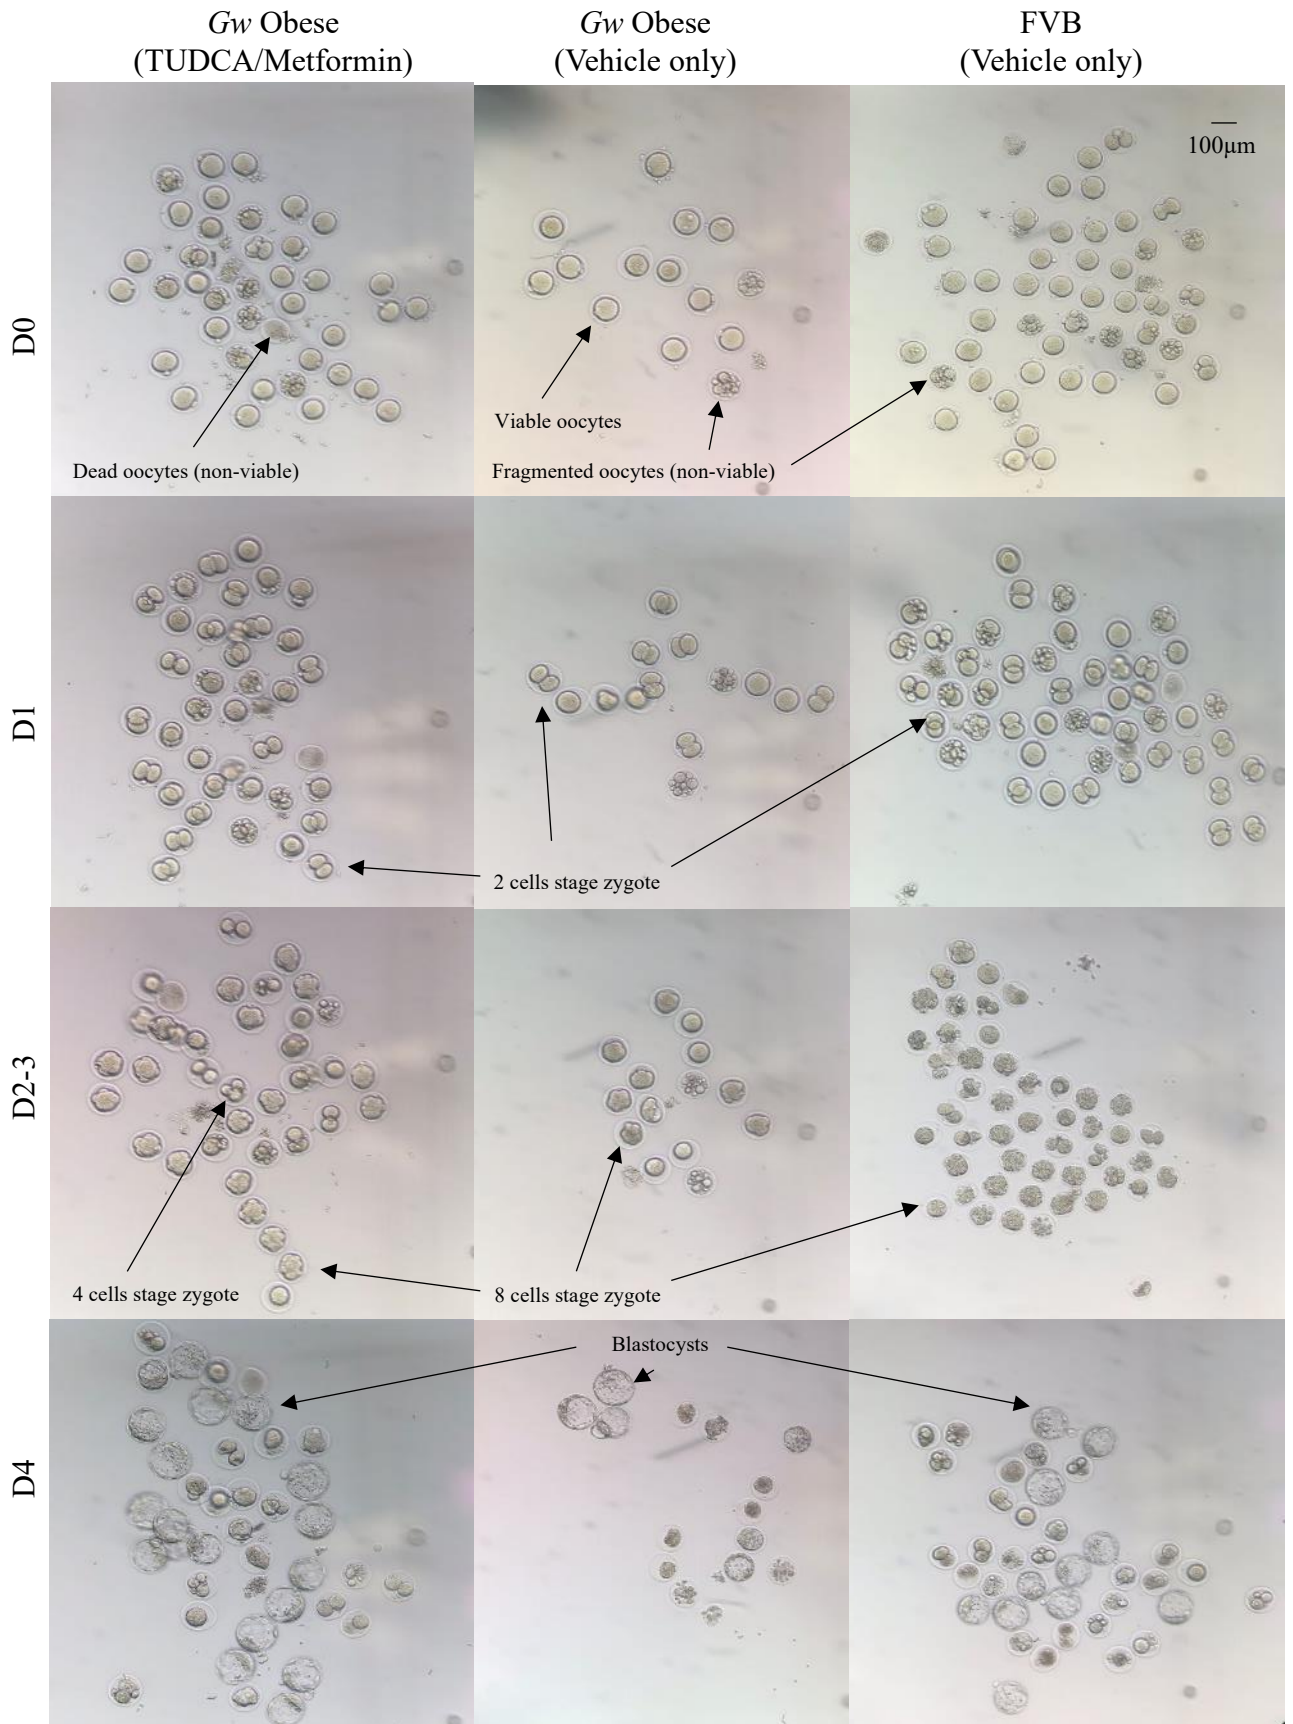 Gw Obese
(TUDCA/Metformin)
Gw Obese
(Vehicle only)
FVB
(Vehicle only)
D0
100µm
Viable oocytes
Dead oocytes (non-viable)
Fragmented oocytes (non-viable)
D1
2 cells stage zygote
D2-3
4 cells stage zygote
8 cells stage zygote
D4
Blastocysts